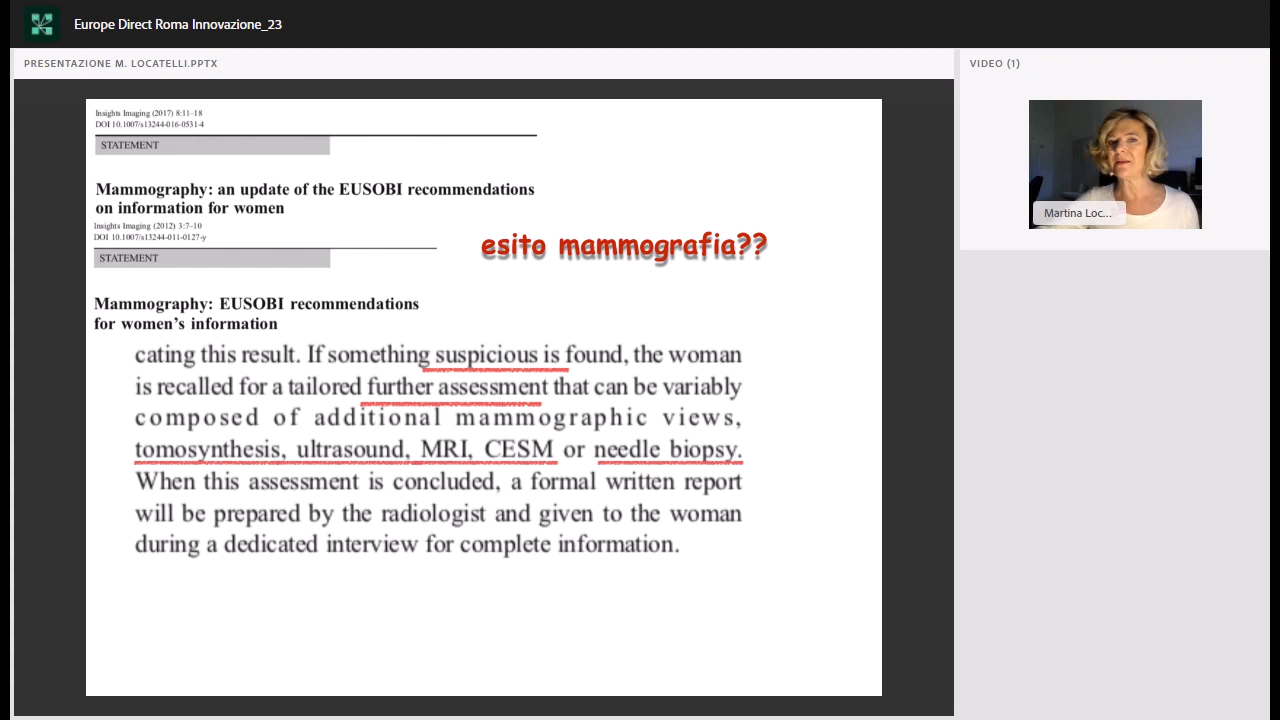 Europe Direct Roma Innovazione_23
PRESENTAZIONE M. LOCATELLI.PPTX
VIDEO (1)
Insights Imaging (2017) 8:11–18
DOI 10.1007/s13244-016-0531-4
STATEMENT
Mammography: an update of the EUSOBI recommendations
on information for women
Insights Imaging (2012) 3:7–10
DOI 10.1007/s13244-011-0127-y
STATEMENT
esito mammografia??
Mammography: EUSOBI recommendations
for women’s information
cating this result. If something suspicious is found, the woman
is recalled for a tailored further assessment that can be variably
composed of additional mammographic views,
tomosynthesis, ultrasound, MRI, CESM or needle biopsy.
When this assessment is concluded, a formal written report
will be prepared by the radiologist and given to the woman
during a dedicated interview for complete information.
Martina Loc...